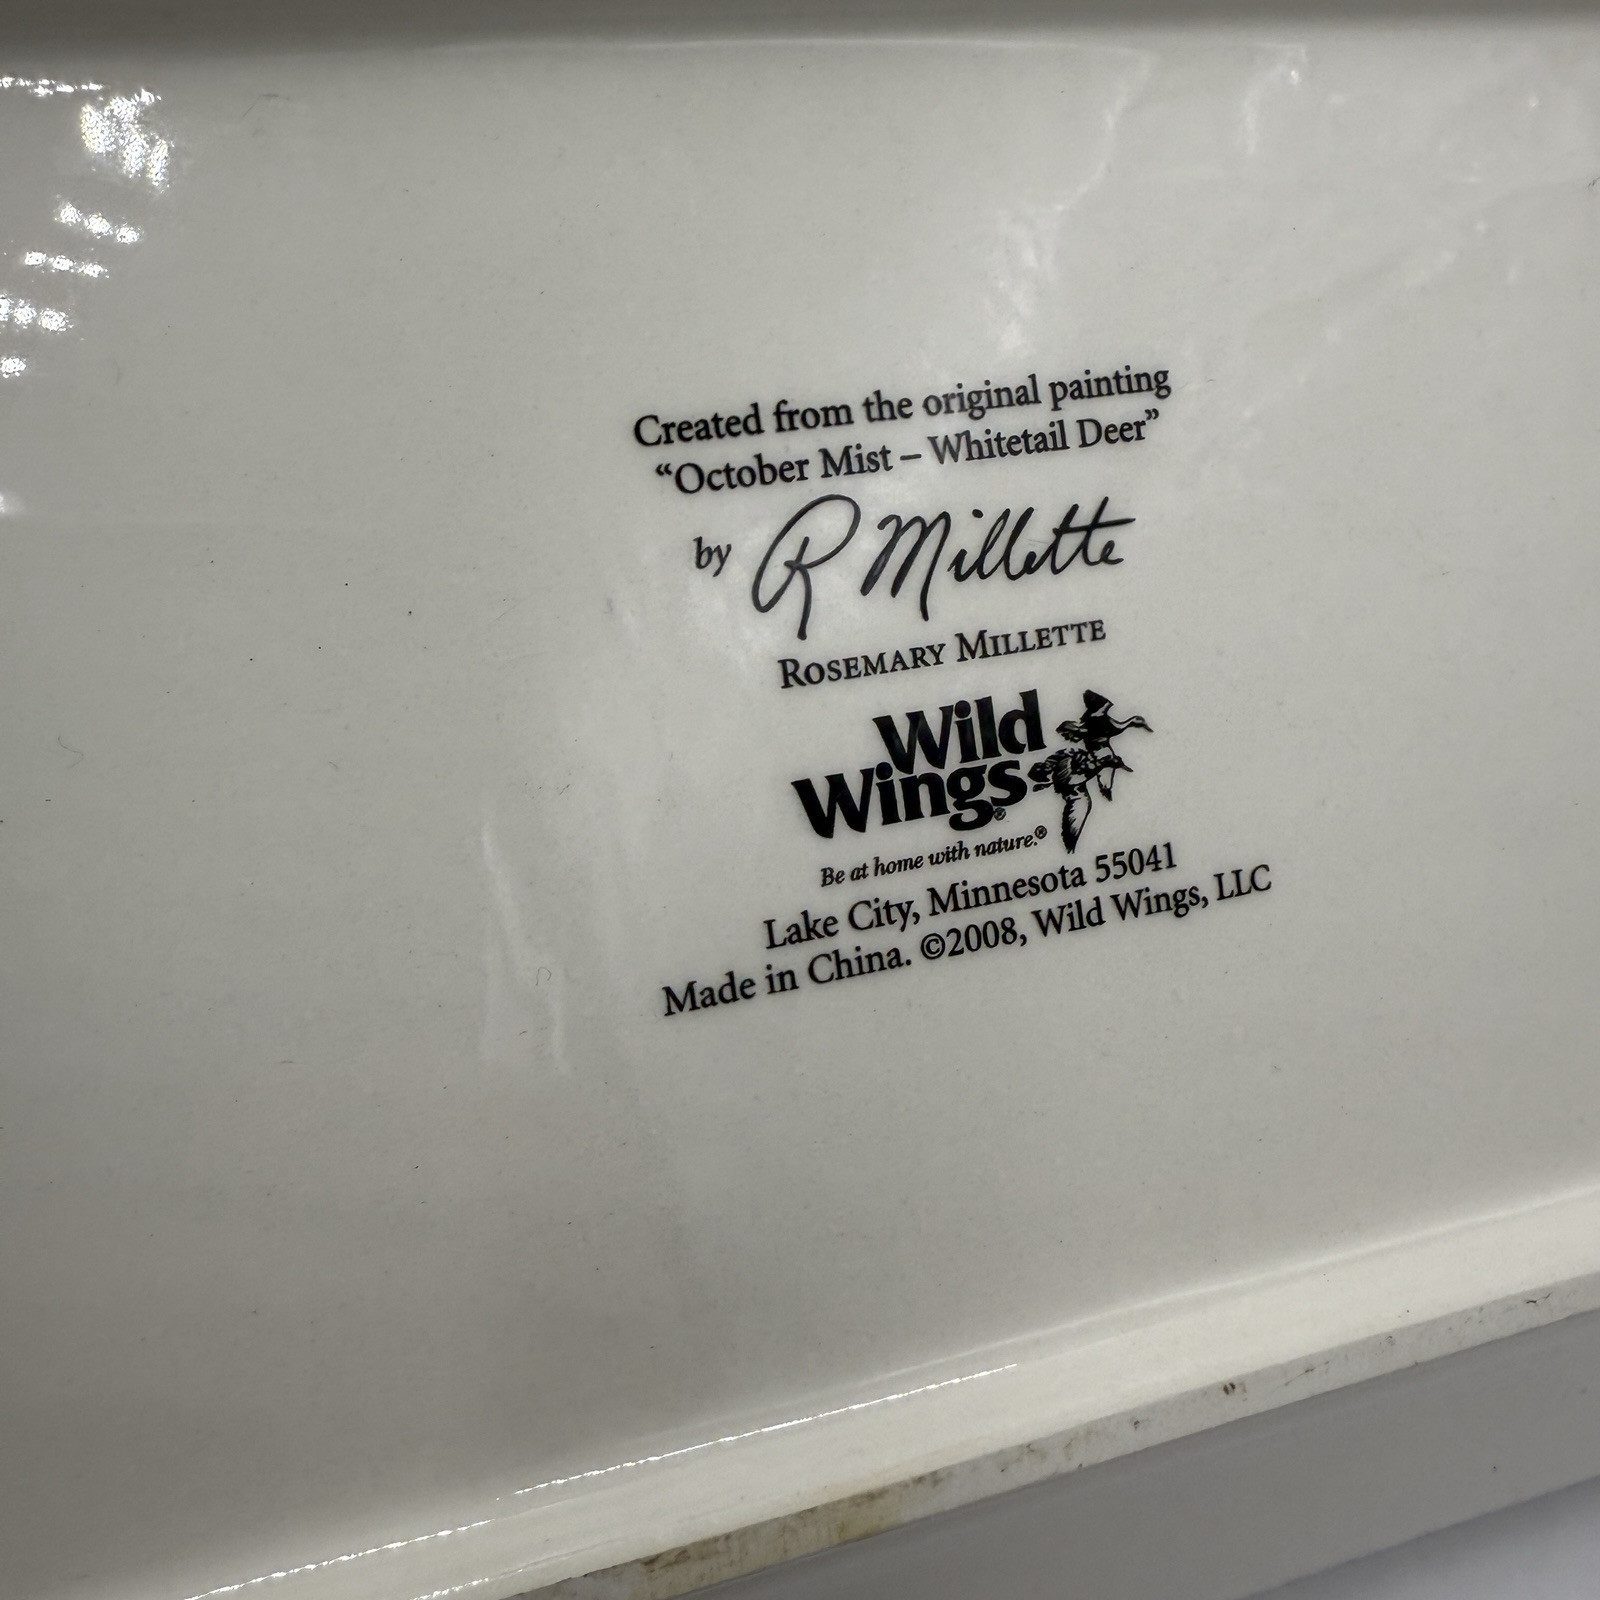 Created from the original painting
“October Mist – Whitetail Deer”
by R Millette
ROSEMARY MILLETTE
Wild
Wings®
Be at home with nature.®
Lake City, Minnesota 55041
Made in China. ©2008, Wild Wings, LLC